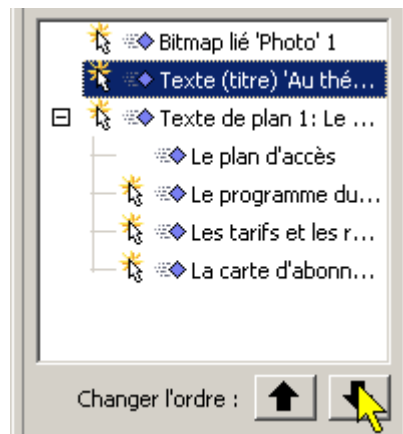 Bitmap lié 'Photo' 1
Texte (titre) 'Au thé...
Texte de plan 1: Le ...
Le plan d'accès
Le programme du...
Les tarifs et les r...
La carte d'abonn...
Changer l'ordre :